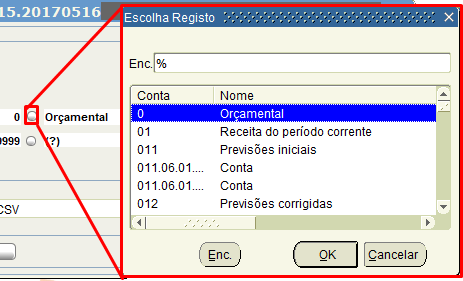 15.20170516
0 Orçamental
9999 (?)
CSV
Escolha Registo
Enc. %
Conta Nome
0 Orçamental
01 Receita do período corrente
011 Previsões iniciais
011.06.01.... Conta
011.06.01.... Conta
012 Previsões corrigidas
Enc. OK Cancelar